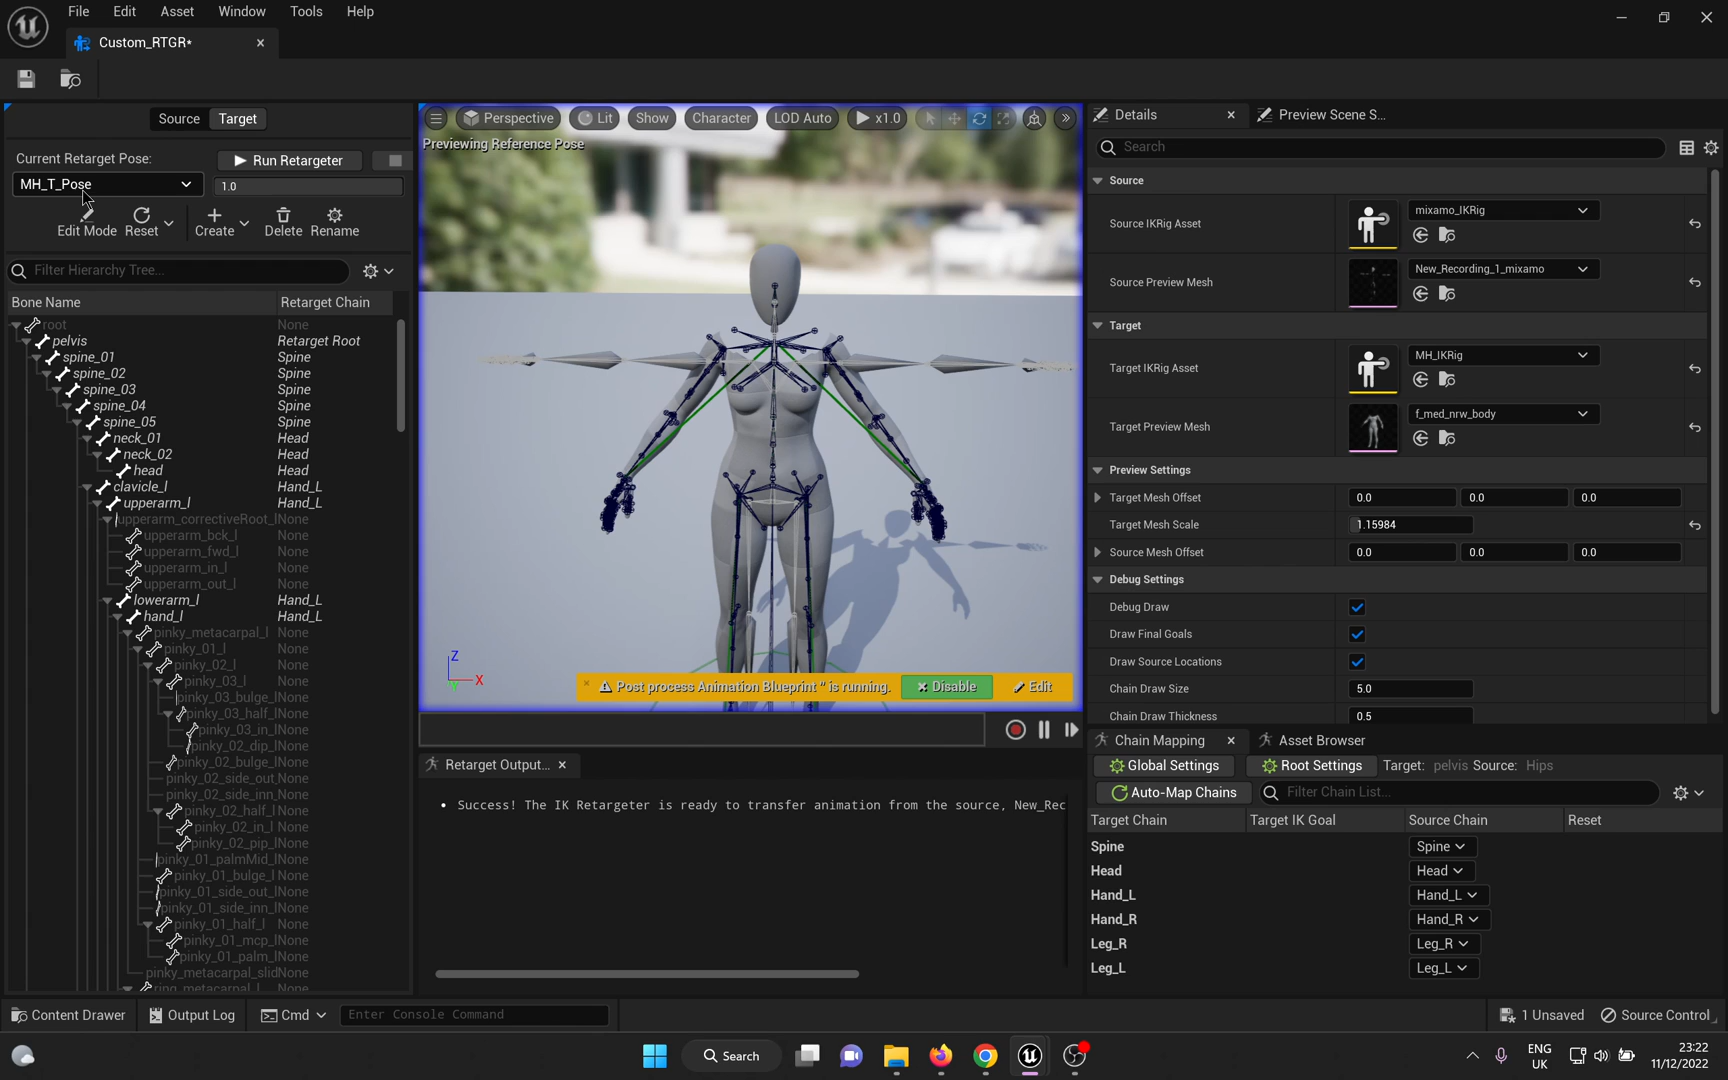 File Edit Asset Window Tools Help
Custom_RTGR*
Source Target
Current Retarget Pose:
Run Retargeter
MH_T_Pose
1.0
Edit Mode Reset Create Delete Rename
Filter Hierarchy Tree...
Bone Name Retarget Chain
root None
pelvis Retarget Root
spine_01 Spine
spine_02 Spine
spine_03 Spine
spine_04 Spine
spine_05 Spine
neck_01 Head
neck_02 Head
head Head
clavicle_l Hand_L
upperarm_l Hand_L
upperarm_correctiveRoot_l None
upperarm_bck_l None
upperarm_fwd_l None
upperarm_in_l None
upperarm_out_l None
lowerarm_l Hand_L
hand_l Hand_L
pinky_metacarpal_l None
pinky_01_l None
pinky_02_l None
pinky_03_l None
pinky_03_bulge_l None
pinky_03_half_l None
pinky_03_in_l None
pinky_02_dip_l None
pinky_02_bulge_l None
pinky_02_side_out None
pinky_02_side_inn None
pinky_02_half_l None
pinky_02_in_l None
pinky_02_pip_l None
pinky_01_palmMid_l None
pinky_01_bulge_l None
pinky_01_side_out_l None
pinky_01_side_inn_l None
pinky_01_half_l None
pinky_01_mcp_l None
pinky_01_palm_l None
pinky_metacarpal_slid None
ring_metacarpal_l None
Perspective Lit Show Character LOD Auto x1.0
Previewing Reference Pose
Z
X
Y
Post process Animation Blueprint '' is running. Disable Edit
Retarget Output...
• Success! The IK Retargeter is ready to transfer animation from the source, New_Rec
Details Preview Scene S...
Search
Source
Source IKRig Asset mixamo_IKRig
Source Preview Mesh New_Recording_1_mixamo
Target
Target IKRig Asset MH_IKRig
Target Preview Mesh f_med_nrw_body
Preview Settings
Target Mesh Offset 0.0 0.0 0.0
Target Mesh Scale 1.15984
Source Mesh Offset 0.0 0.0 0.0
Debug Settings
Debug Draw
Draw Final Goals
Draw Source Locations
Chain Draw Size 5.0
Chain Draw Thickness 0.5
Chain Mapping Asset Browser
Global Settings Root Settings Target: pelvis Source: Hips
Auto-Map Chains Filter Chain List...
Target Chain Target IK Goal Source Chain Reset
Spine Spine
Head Head
Hand_L Hand_L
Hand_R Hand_R
Leg_R Leg_R
Leg_L Leg_L
Content Drawer Output Log Cmd Enter Console Command 1 Unsaved Source Control
Search
ENG
UK
23:22
11/12/2022